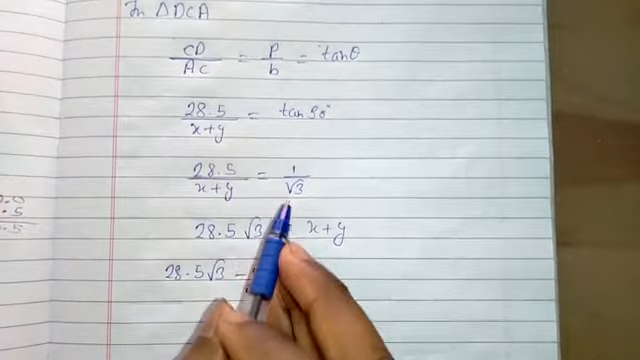 In ΔDCA
CD/AC = P/b = tanθ
28.5/x+y = tan 30°
28.5/x+y = 1/√3
28.5√3 = x+y
28.5√3 -